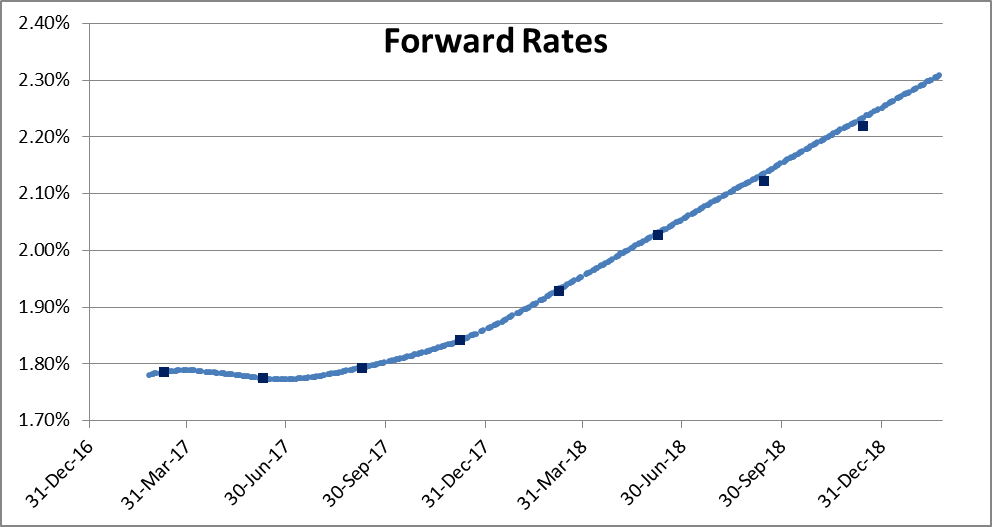 Forward Rates
2.40%
2.30%
2.20%
2.10%
2.00%
1.90%
1.80%
1.70%
31-Dec-16
31-Mar-17
30-Jun-17
30-Sep-17
31-Dec-17
31-Mar-18
30-Jun-18
30-Sep-18
31-Dec-18